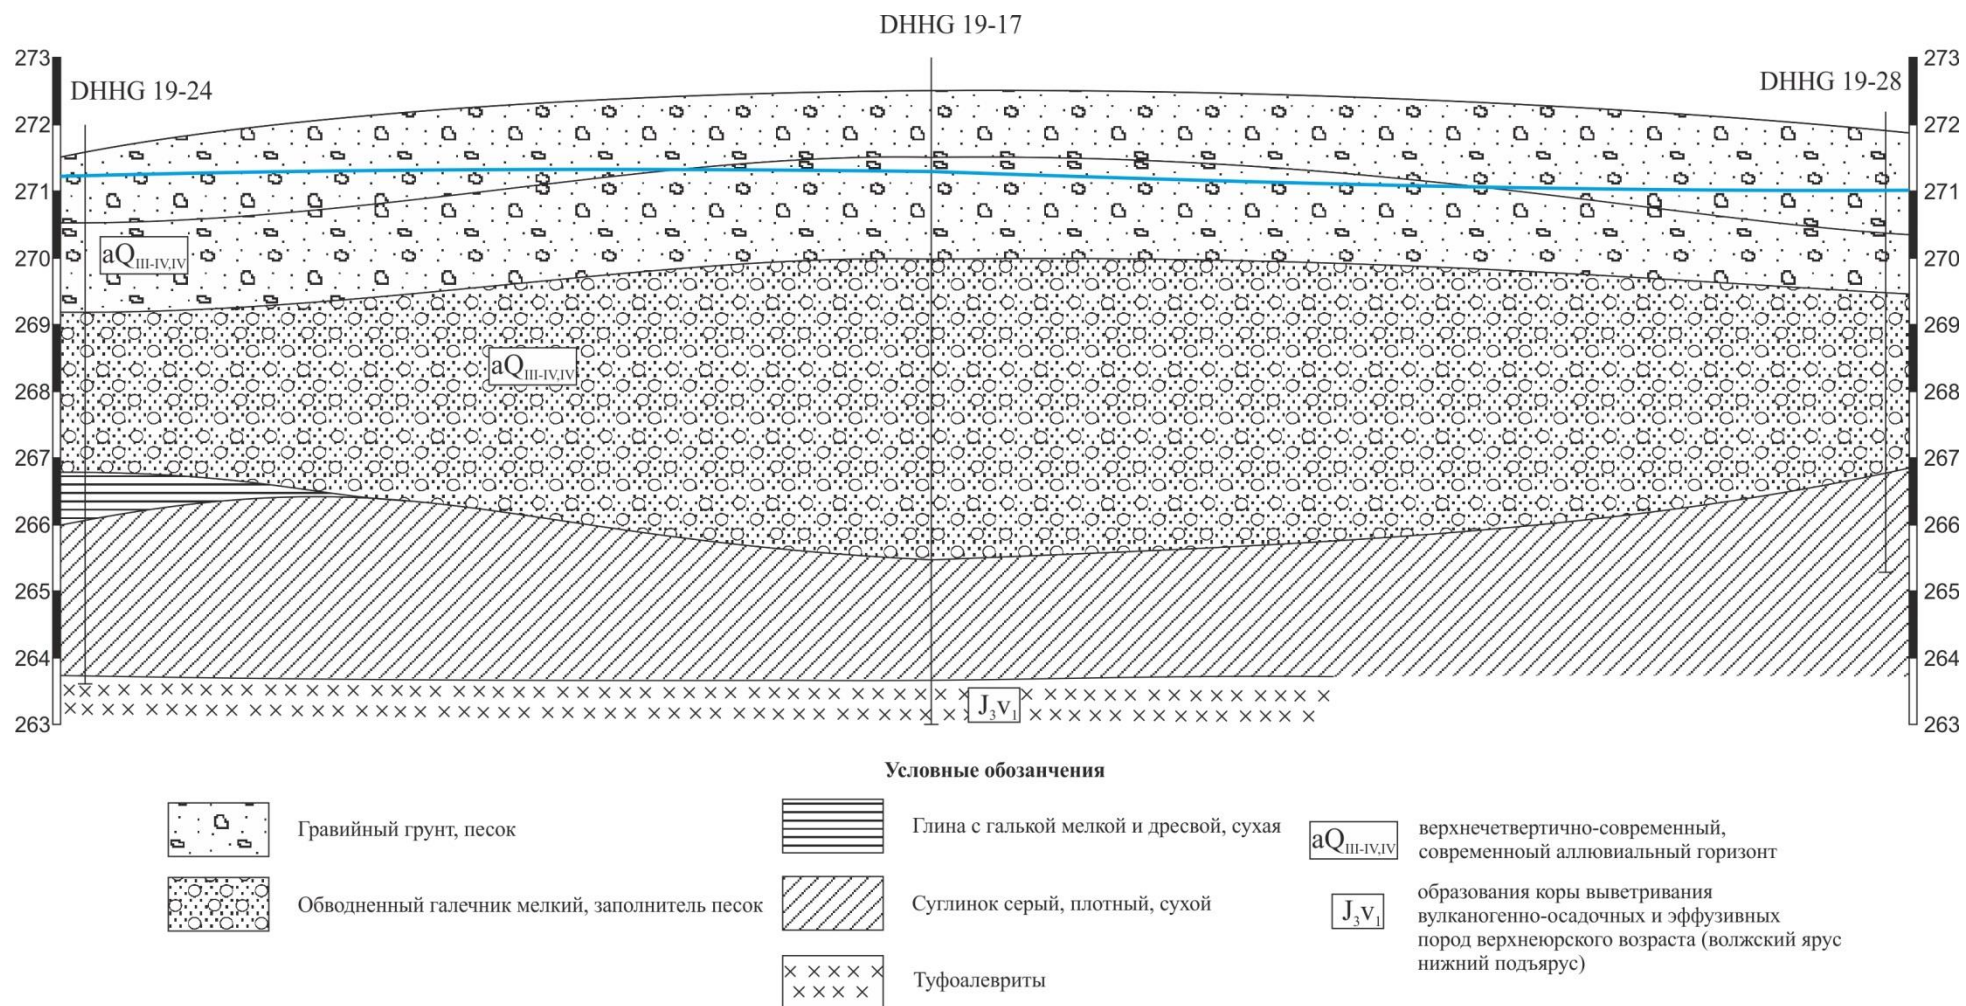 DHHG 19-17
DHHG 19-24
DHHG 19-28
273
272
271
270
269
268
267
266
265
264
263
273
272
271
270
269
268
267
266
265
264
263
aQIII-IV,IV
aQIII-IV,IV
J3v1
Условные обозанчения
Гравийный грунт, песок
Обводненный галечник мелкий, заполнитель песок
Глина с галькой мелкой и дресвой, сухая
Суглинок серый, плотный, сухой
Туфоалевриты
aQIII-IV,IV
верхнечетвертично-современный,
современноый аллювиальный горизонт
J3v1
образования коры выветривания
вулканогенно-осадочных и эффузивных
пород верхнеюрского возраста (волжский ярус
нижний подъярус)